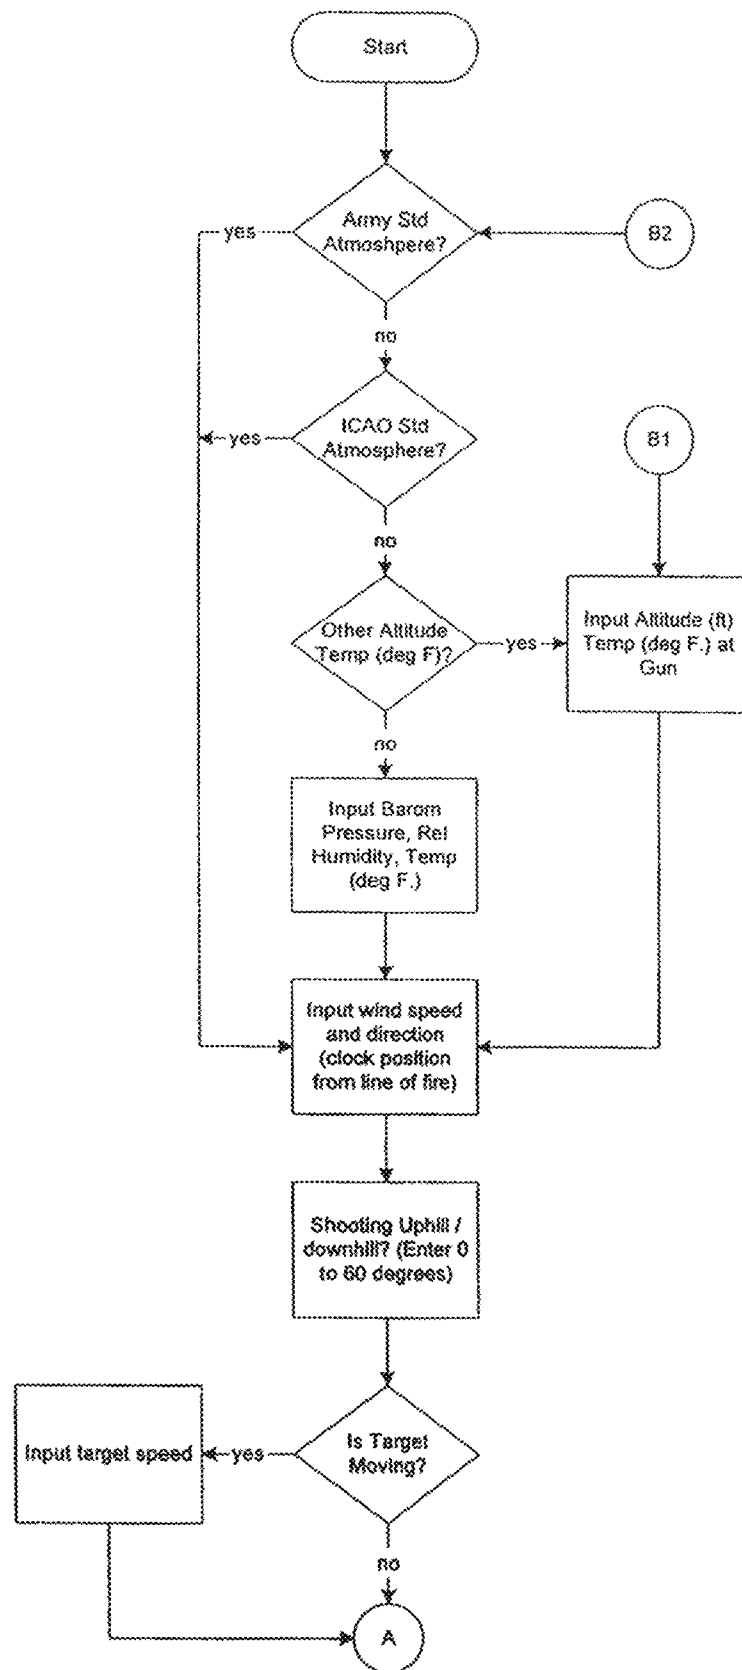 Start
Army Std
Atmoshpere?
yes
B2
no
ICAO Std
Atmosphere?
yes
B1
no
Other Altitude
Temp (deg F)?
yes
Input Altitude (ft)
Temp (deg F.) at
Gun
no
Input Barom
Pressure, Rel
Humidity, Temp
(deg F.)
Input wind speed
and direction
(clock position
from line of fire)
Shooting Uphill /
downhill? (Enter 0
to 60 degrees)
Input target speed
yes
Is Target
Moving?
no
A